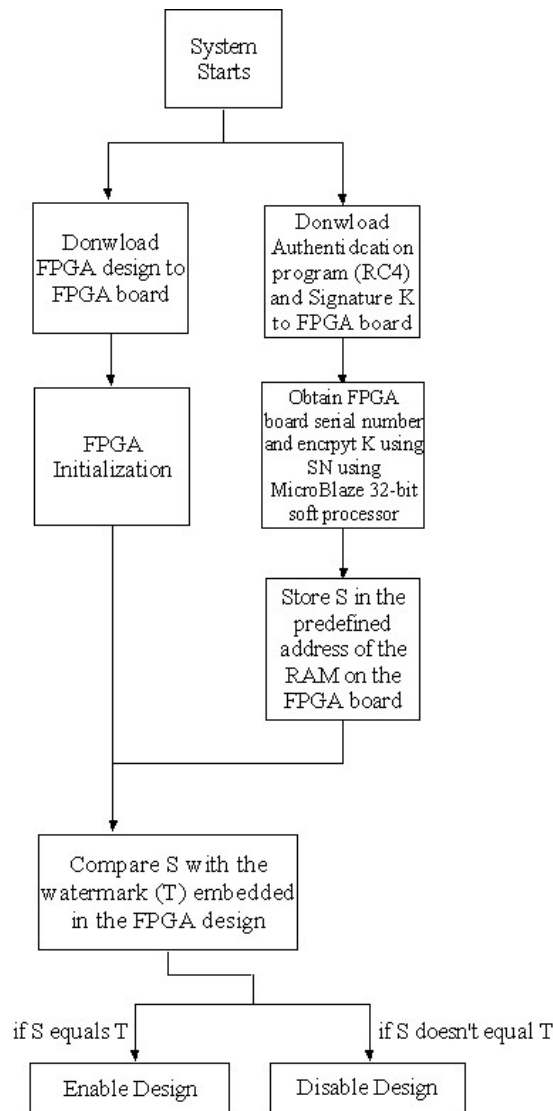 System
Starts
Donwload
FPGA design to
FPGA board
Donwload
Authentidcation
program (RC4)
and Signature K
to FPGA board
FPGA
Initialization
Obtain FPGA
board serial number
and encrpyt K using
SN using
MicroBlaze 32-bit
soft processor
Store S in the
predefined
address of the
RAM on the
FPGA board
Compare S with the
watermark (T) embedded
in the FPGA design
if S equals T
if S doesn't equal T
Enable Design
Disable Design